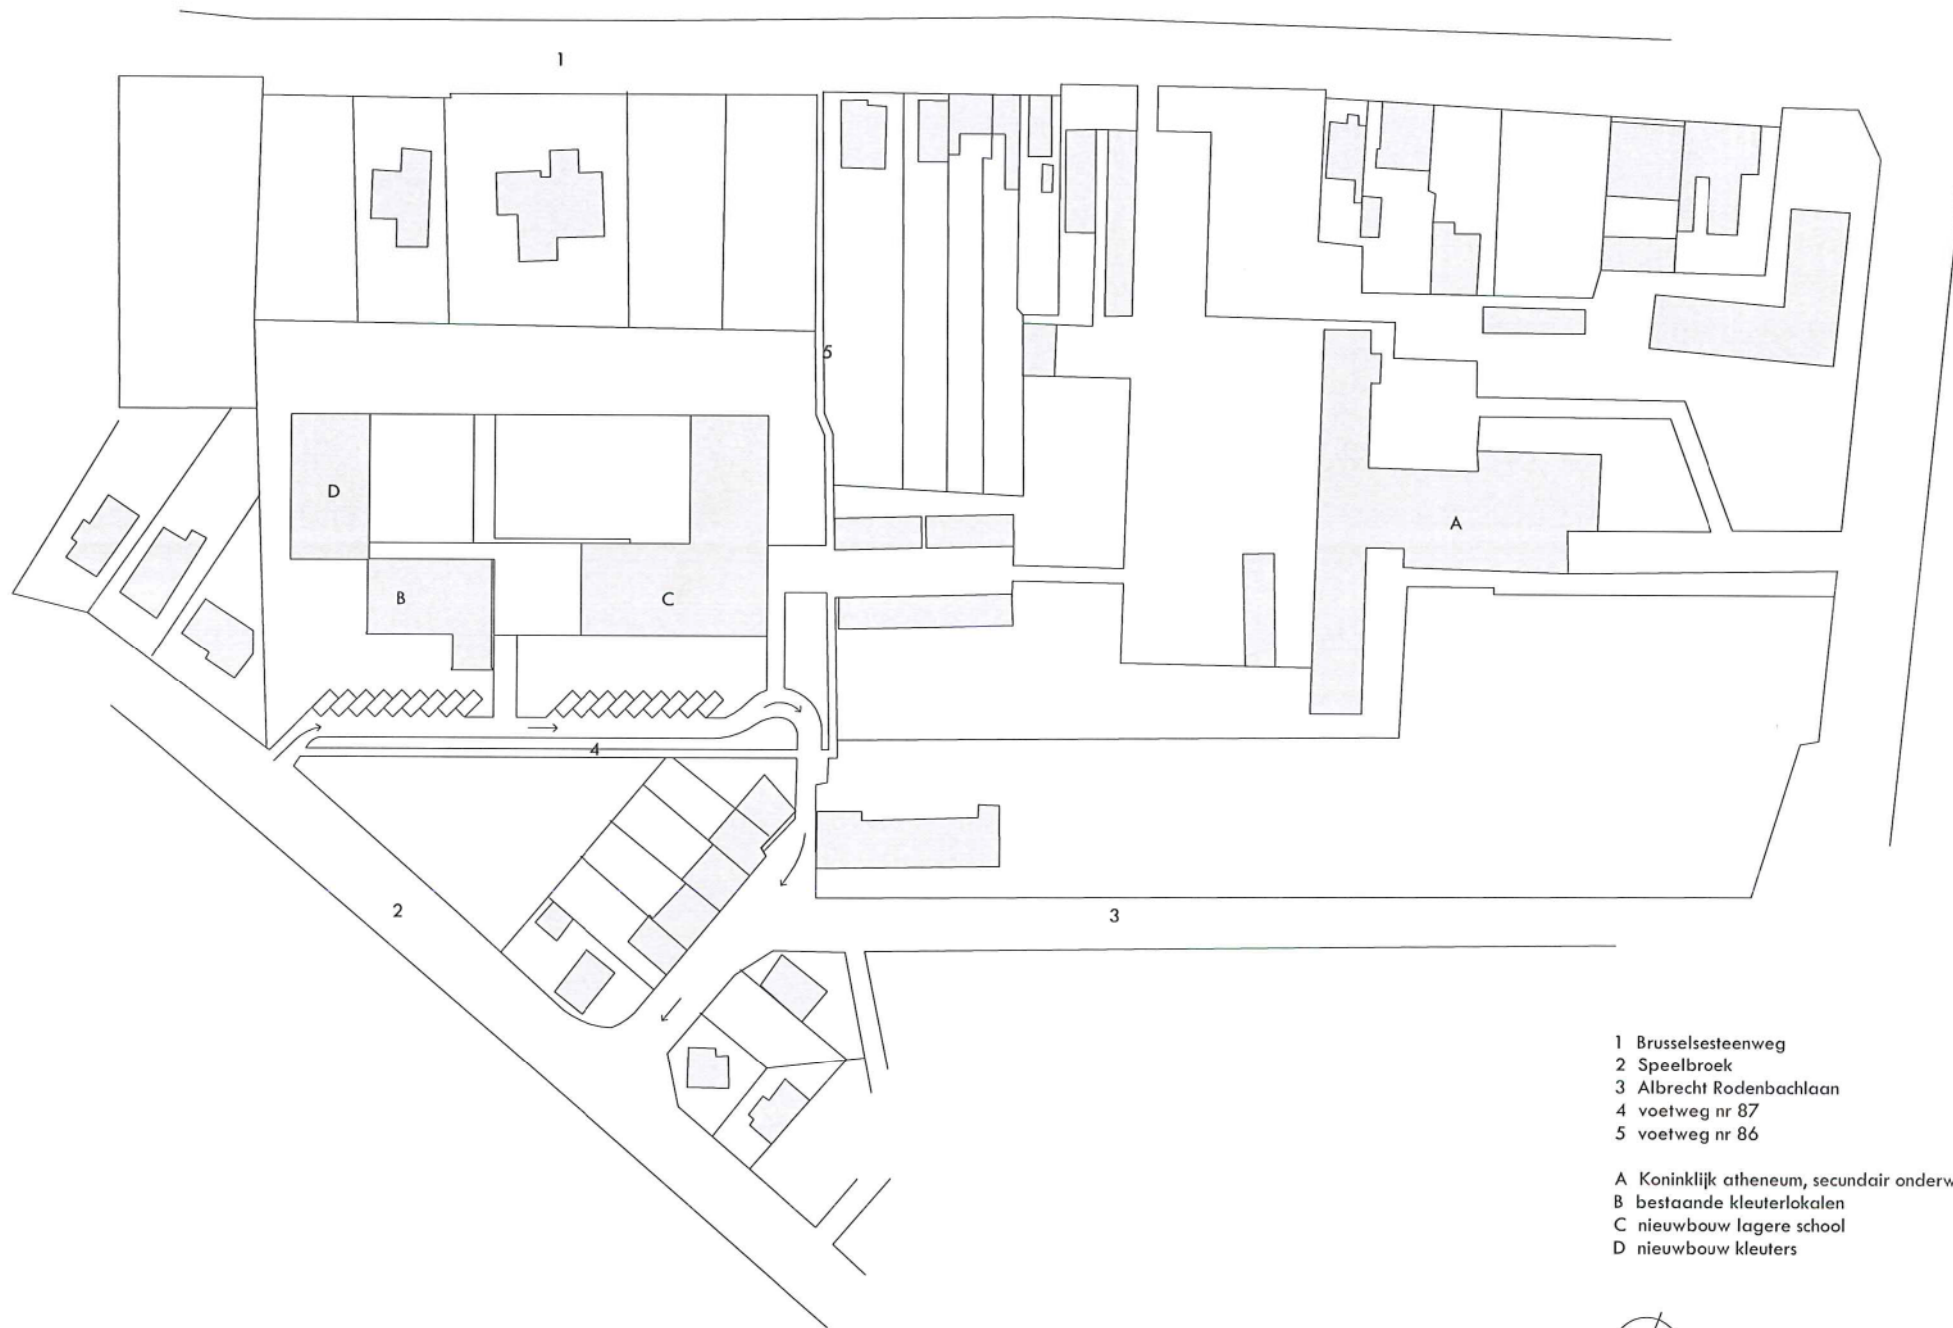 1
5
D
A
B
C
4
2
3
1 Brusselsesteenweg
2 Speelbroek
3 Albrecht Rodenbachlaan
4 voetweg nr 87
5 voetweg nr 86
A Koninklijk atheneum, secundair onderw
B bestaande kleuterlokalen
C nieuwbouw lagere school
D nieuwbouw kleuters